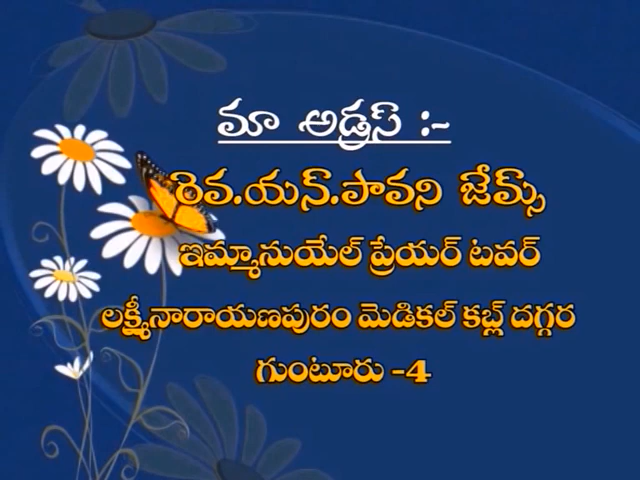 మా అడ్రస్ :-
రెవ.యన్.పావని జేమ్స్
ఇమ్మానుయేల్ ప్రేయర్ టవర్
లక్ష్మీనారాయణపురం మెడికల్ కబ్ల్ దగ్గర
గుంటూరు -4